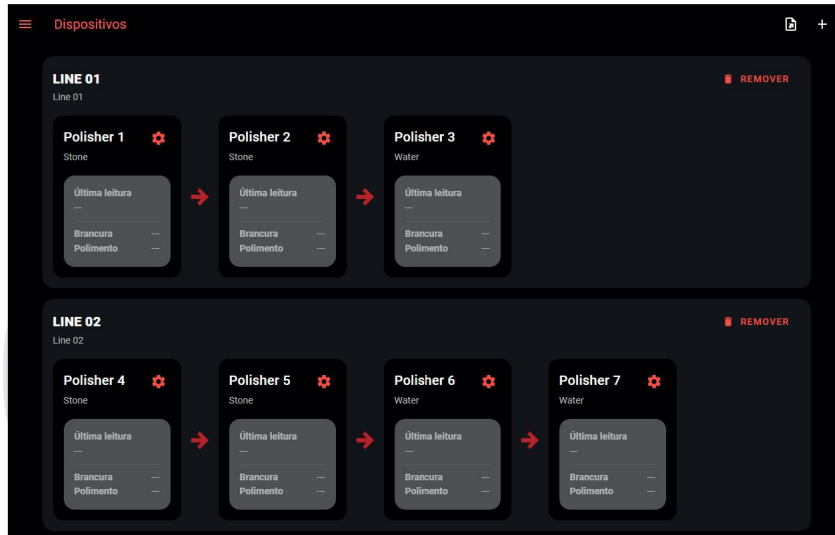 Dispositivos
LINE 01
REMOVER
Line 01
Polisher 1
Stone
Última leitura
—
Brancura —
Polimento —
Polisher 2
Stone
Última leitura
—
Brancura —
Polimento —
Polisher 3
Water
Última leitura
—
Brancura —
Polimento —
LINE 02
REMOVER
Line 02
Polisher 4
Stone
Última leitura
—
Brancura —
Polimento —
Polisher 5
Stone
Última leitura
—
Brancura —
Polimento —
Polisher 6
Water
Última leitura
—
Brancura —
Polimento —
Polisher 7
Water
Última leitura
—
Brancura —
Polimento —